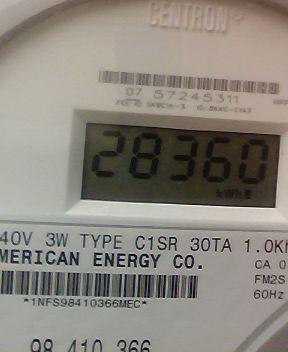 CENTRON
07 57245311
28360
kWh
40V 3W TYPE C1SR 30TA 1.0Kh
MERICAN ENERGY CO.
CA 0
FM2S
60Hz
*1NFS98410366MEC*
98 410 366